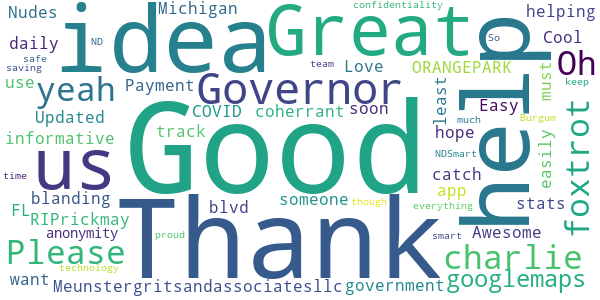 Nudes
Michigan
confidentiality
helping
daily
ND
idea
Great
help
Cool
safe
saving
team
Love
ORANGEPARK
So
Oh
use
yeah
Payment
Governor
least
Easy
must
keep
Updated
COVID
coherrant
soon
much
Burgum
informative
Good
track
hope
easily
foxtrot
us
NDSmart
time
blanding
Thank
someone
catch
stats
FL
RIPrickmay
blvd
though
app
everything
anonymity
proud
smart
Awesome
Please
charlie
want
technology
googlemaps
Meunstergritsandassociatesllc
government